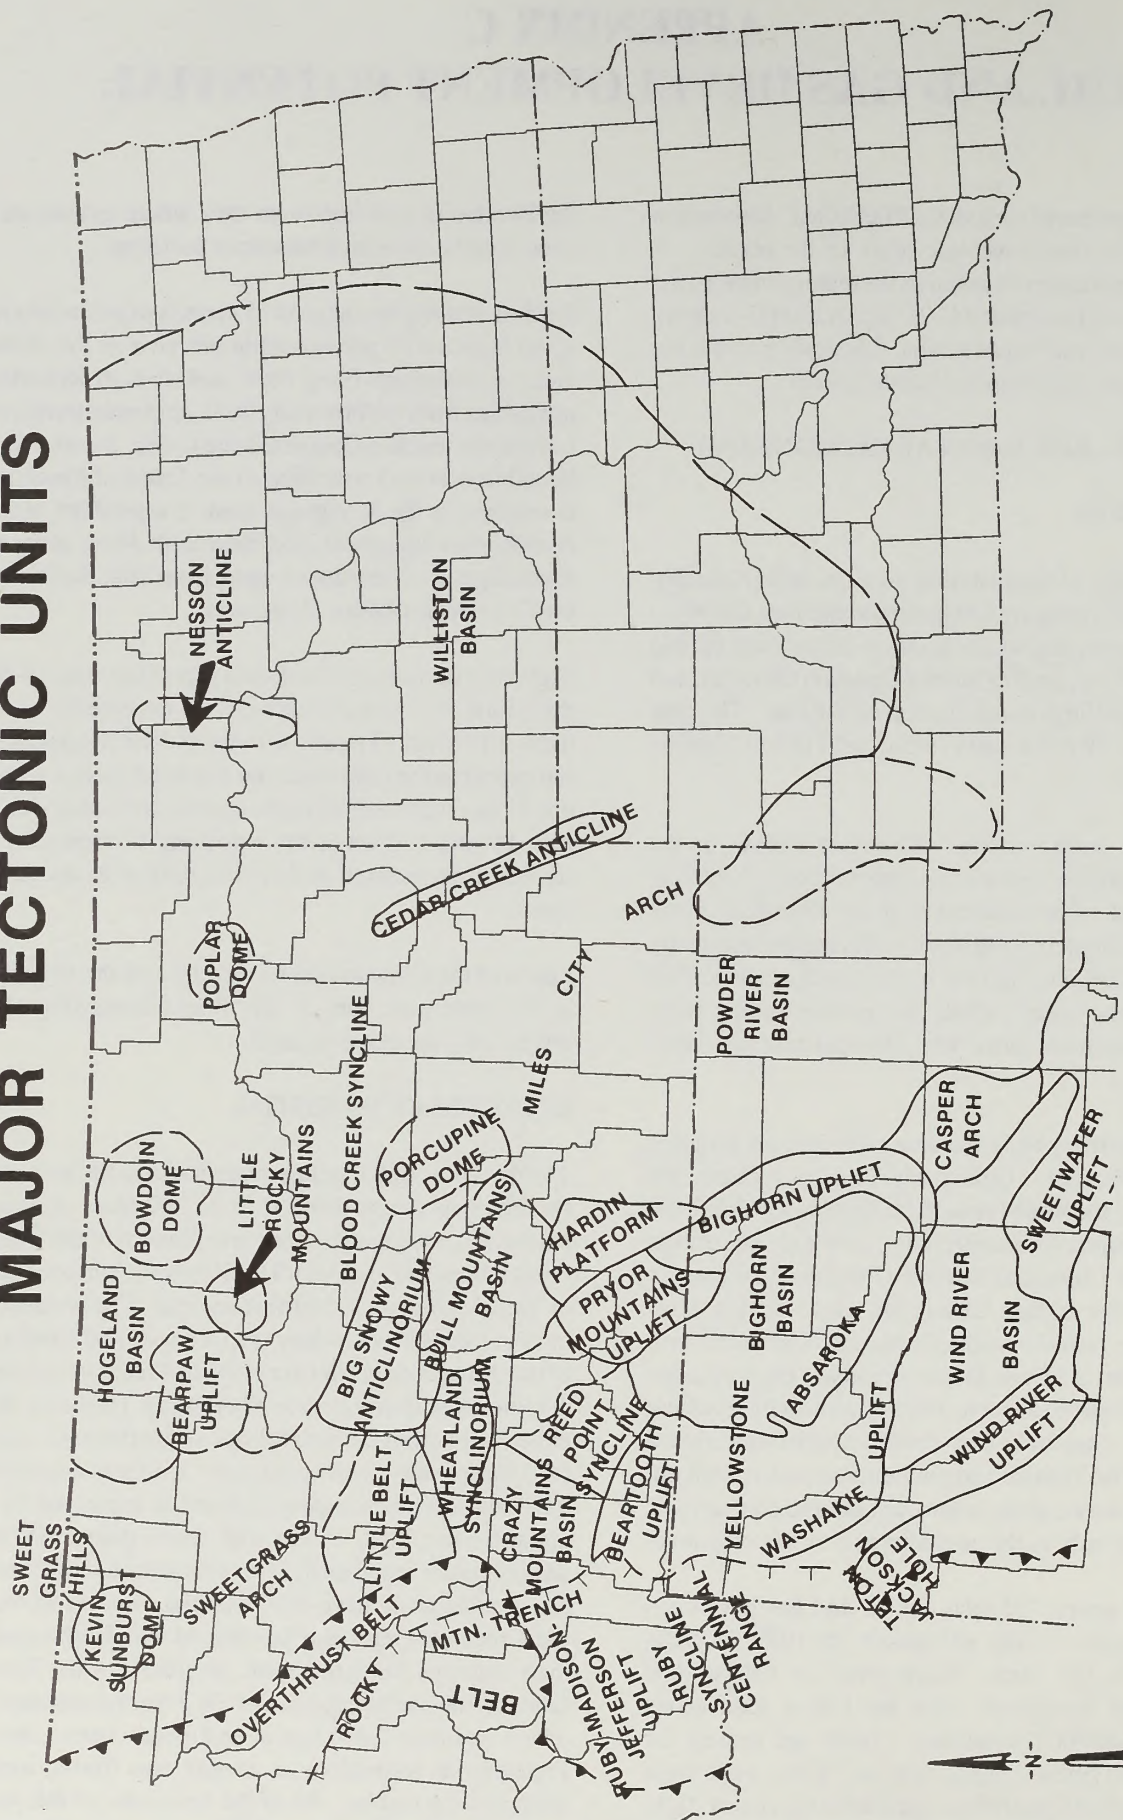 MAJOR TECTONIC UNITS
SWEET
GRASS
HILLS
KEVIN
SUNBURST
DOME
SWEETGRASS
ARCH
OVERTHRUST BELT
ROCKY
MTN. TRENCH
BELT
HOGELAND
BASIN
BEARPAW
UPLIFT
BOWDOIN
DOME
LITTLE
ROCKY
MOUNTAINS
POPLAR
DOME
NESSON
ANTICLINE
WILLISTON
BASIN
BLOOD CREEK SYNCLINE
CEDAR CREEK ANTICLINE
PORCUPINE
DOME
BIG SNOWY
ANTICLINORIUM
BULL MOUNTAINS
BASIN
LITTLE BELT
UPLIFT
WHEATLAND
SYNCLINORIUM
CRAZY
MOUNTAINS
BASIN
REED
POINT
SYNCLINE
BEARTOOTH
UPLIFT
MILES
CITY
ARCH
HARDIN
PLATFORM
PRYOR
MOUNTAINS
UPLIFT
BIGHORN UPLIFT
POWDER
RIVER
BASIN
RUBY-MADISON-
JEFFERSON
UPLIFT
RUBY
SYNCLINE
CENTENNIAL
RANGE
YELLOWSTONE
ABSAROKA
UPLIFT
BIGHORN
BASIN
WASHAKIE
JACKSON
HOLE
WIND RIVER
UPLIFT
WIND RIVER
BASIN
CASPER
ARCH
SWEETWATER
UPLIFT
N